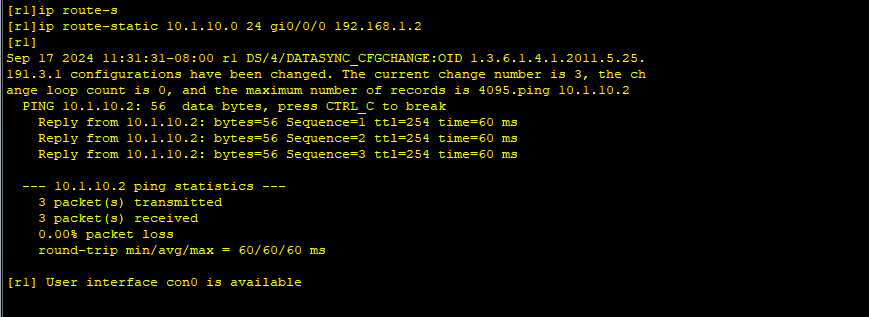 [r1]ip route-s
[r1]ip route-static 10.1.10.0 24 gi0/0/0 192.168.1.2
[r1]
Sep 17 2024 11:31:31-08:00 r1 DS/4/DATASYNC_CFGCHANGE:OID 1.3.6.1.4.1.2011.5.25.
191.3.1 configurations have been changed. The current change number is 3, the ch
ange loop count is 0, and the maximum number of records is 4095.ping 10.1.10.2
  PING 10.1.10.2: 56  data bytes, press CTRL_C to break
    Reply from 10.1.10.2: bytes=56 Sequence=1 ttl=254 time=60 ms
    Reply from 10.1.10.2: bytes=56 Sequence=2 ttl=254 time=60 ms
    Reply from 10.1.10.2: bytes=56 Sequence=3 ttl=254 time=60 ms
  --- 10.1.10.2 ping statistics ---
    3 packet(s) transmitted
    3 packet(s) received
    0.00% packet loss
    round-trip min/avg/max = 60/60/60 ms
[r1] User interface con0 is available